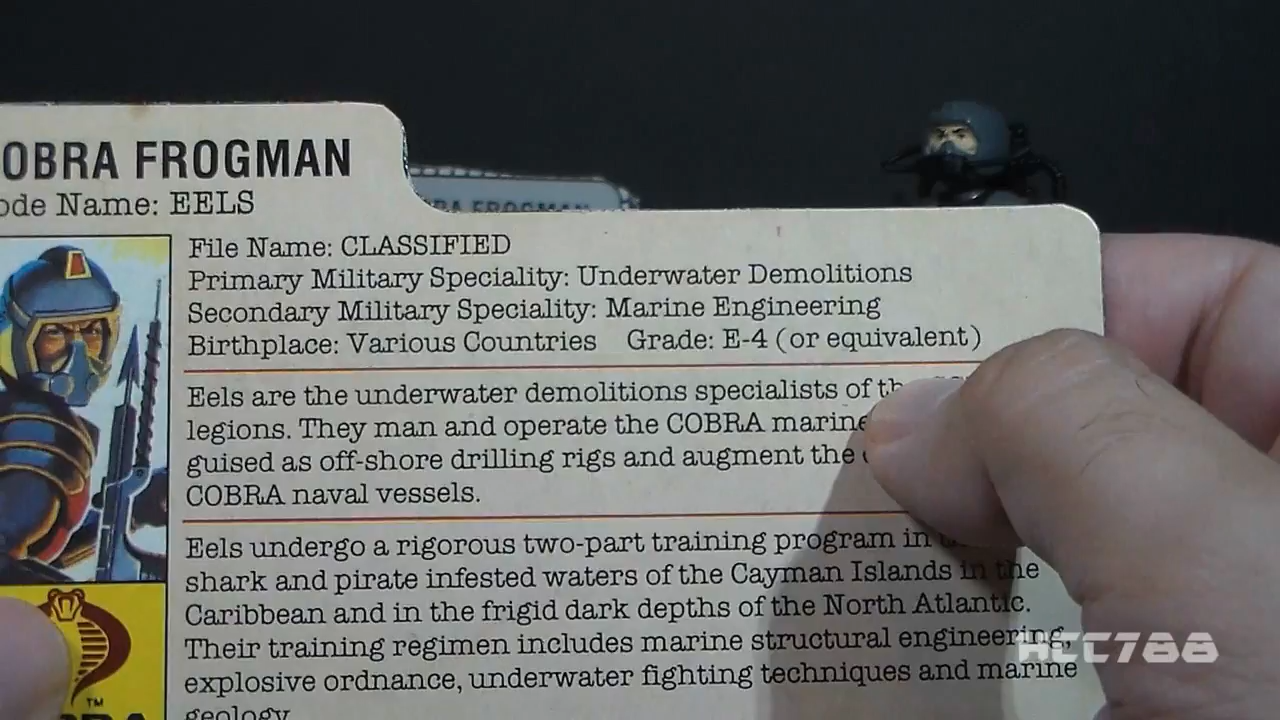 OBRA FROGMAN
ode Name: EELS
BRA FROGMAN
File Name: CLASSIFIED
Primary Military Speciality: Underwater Demolitions
Secondary Military Speciality: Marine Engineering
Birthplace: Various Countries Grade: E-4 (or equivalent)
Eels are the underwater demolitions specialists of
legions. They man and operate the COBRA marine
guised as off-shore drilling rigs and augment the
COBRA naval vessels.
Eels undergo a rigorous two-part training program in
shark and pirate infested waters of the Cayman Islands in the
Caribbean and in the frigid dark depths of the North Atlantic.
Their training regimen includes marine structural engineering,
explosive ordnance, underwater fighting techniques and marine
geology.
TM
HCC788